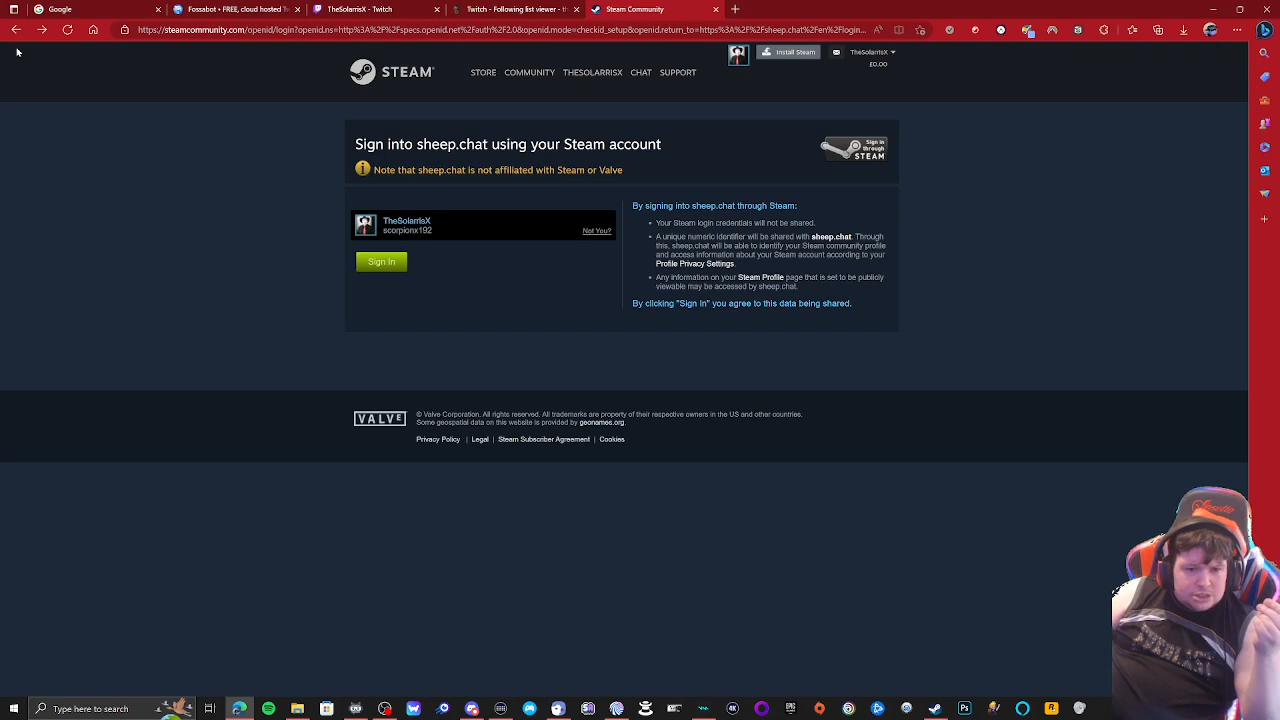 Google
Fossabot • FREE, cloud hosted T
TheSolarrisX - Twitch
Twitch - Following list viewer - th
Steam Community
https://steamcommunity.com/openid/login?openid.ns=http%3A%2F%2Fspecs.openid.net%2Fauth%2F2.0&openid.mode=checkid_setup&openid.return_to=https%3A%2F%2Fsheep.chat%2Fen%2Flogin...
STEAM
STORE COMMUNITY THESOLARRISX CHAT SUPPORT
Install Steam
TheSolarrisX
£0.00
Sign into sheep.chat using your Steam account
Note that sheep.chat is not affiliated with Steam or Valve
Sign in
through
STEAM
TheSolarrisX
scorpionx192
Not You?
Sign In
By signing into sheep.chat through Steam:
• Your Steam login credentials will not be shared.
• A unique numeric identifier will be shared with sheep.chat. Through
this, sheep.chat will be able to identify your Steam community profile
and access information about your Steam account according to your
Profile Privacy Settings.
• Any information on your Steam Profile page that is set to be publicly
viewable may be accessed by sheep.chat.
By clicking "Sign In" you agree to this data being shared.
VALVE
© Valve Corporation. All rights reserved. All trademarks are property of their respective owners in the US and other countries.
Some geospatial data on this website is provided by geonames.org.
Privacy Policy | Legal | Steam Subscriber Agreement | Cookies
Type here to search